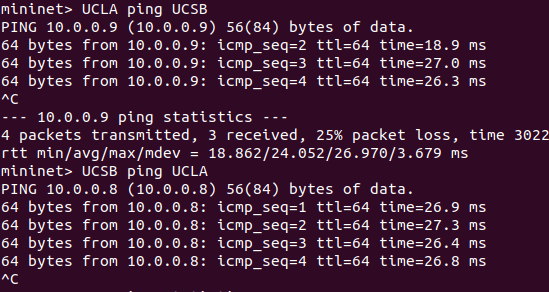 mininet> UCLA ping UCSB
PING 10.0.0.9 (10.0.0.9) 56(84) bytes of data.
64 bytes from 10.0.0.9: icmp_seq=2 ttl=64 time=18.9 ms
64 bytes from 10.0.0.9: icmp_seq=3 ttl=64 time=27.0 ms
64 bytes from 10.0.0.9: icmp_seq=4 ttl=64 time=26.3 ms
^C
--- 10.0.0.9 ping statistics ---
4 packets transmitted, 3 received, 25% packet loss, time 3022
rtt min/avg/max/mdev = 18.862/24.052/26.970/3.679 ms
mininet> UCSB ping UCLA
PING 10.0.0.8 (10.0.0.8) 56(84) bytes of data.
64 bytes from 10.0.0.8: icmp_seq=1 ttl=64 time=26.9 ms
64 bytes from 10.0.0.8: icmp_seq=2 ttl=64 time=27.3 ms
64 bytes from 10.0.0.8: icmp_seq=3 ttl=64 time=26.4 ms
64 bytes from 10.0.0.8: icmp_seq=4 ttl=64 time=26.8 ms
^C